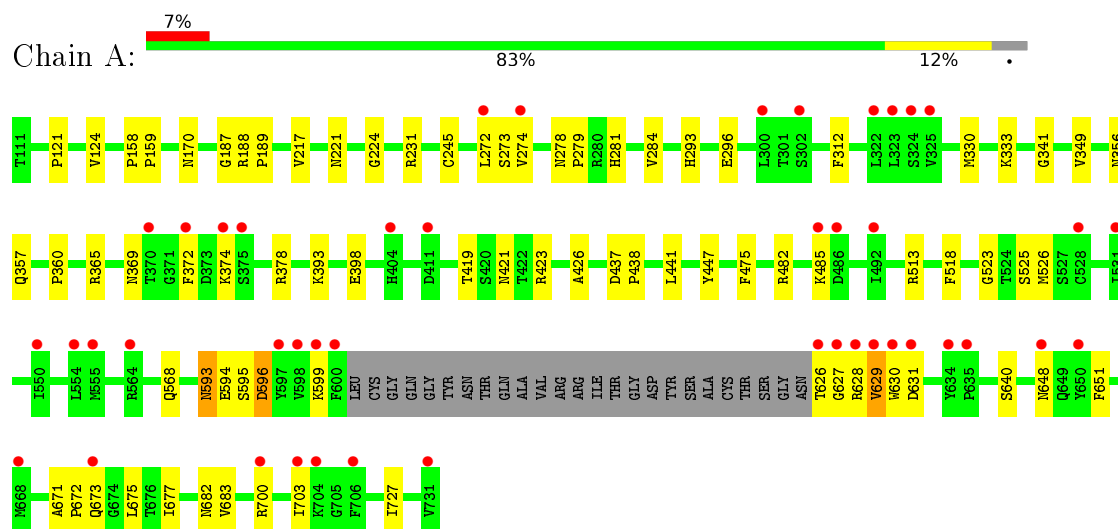 7%
Chain A:
83% 12% •
T111 P121 V124 P158 P159 N170 G187 R188 P189 V217 N221 G224 R231 C245 L272 S273 V274 N278 P279 R280 H281 V284 H293 E296 L300 T301 S302 F312 L322 L323 S324 V325 M330 K333 G341 V349 N356
Q357 P360 R365 N369 T370 G371 F372 D373 K374 S375 R378 K393 E398 H404 D411 T419 S420 N421 T422 R423 A426 D437 P438 L441 Y447 F475 R482 K485 D486 I492 R513 F518 G523 T524 S525 M526 S527 C528 I531
I550 L554 M555 R564 Q568 N593 E594 S595 D596 Y597 V598 K599 F600 LEU CYS GLY GLN GLY TYR ASN THR GLN ALA VAL ARG ARG ILE THR GLY ASP TYR SER ALA CYS THR SER GLY ASN T626 G627 R628 V629 W630 D631 Y634 P635 S640 N648 Q649 Y650 F651
M668 A671 P672 Q673 G674 L675 T676 I677 N682 V683 R700 I703 K704 G705 F706 I727 V731